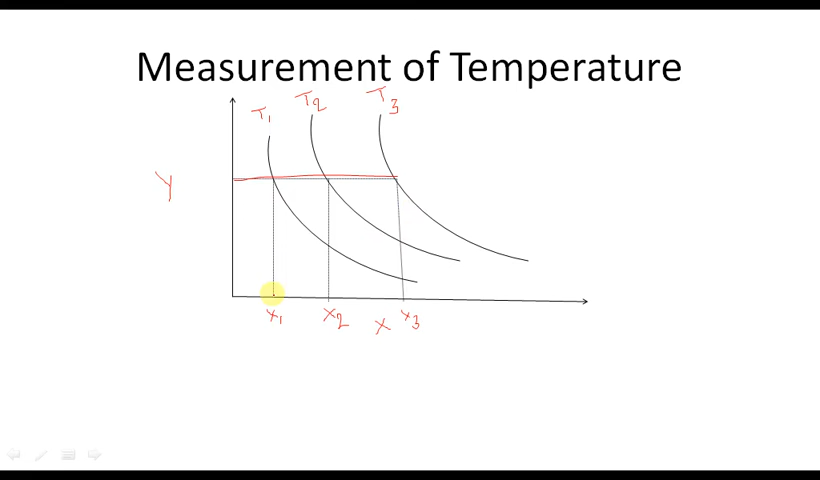 Measurement of Temperature
T1 T2 T3
Y
x1 x2 X x3